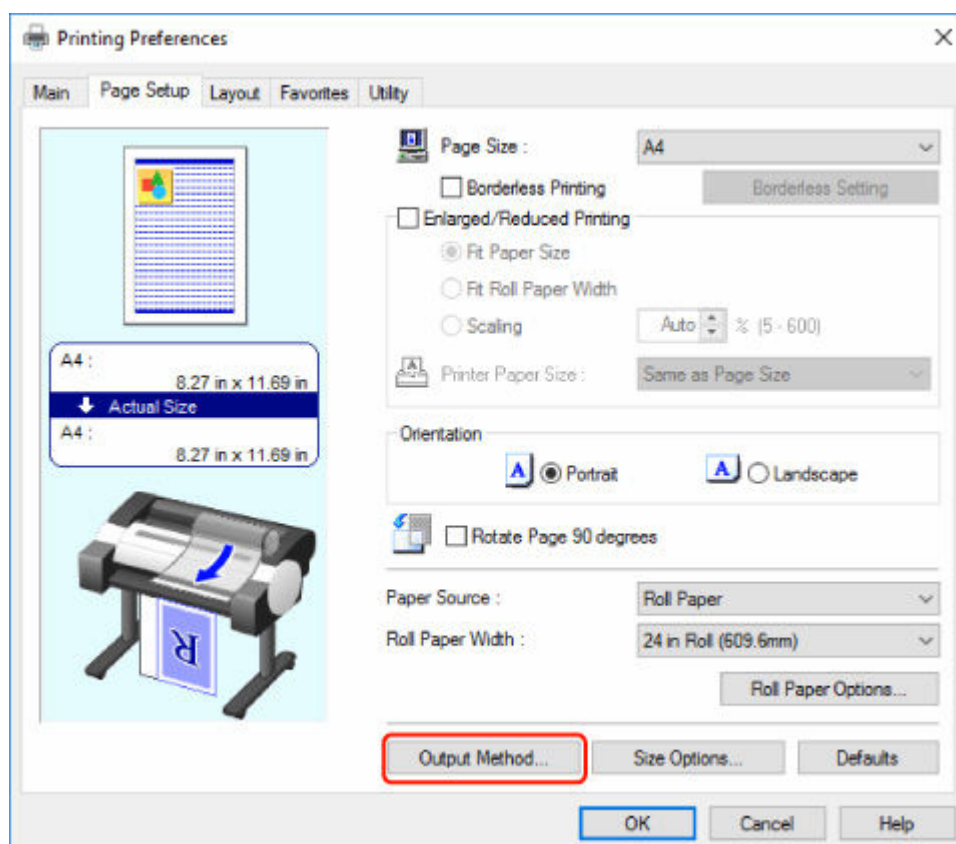 Printing Preferences
Main Page Setup Layout Favorites Utility
Page Size : A4
Borderless Printing Borderless Setting
Enlarged/Reduced Printing
Fit Paper Size
Fit Roll Paper Width
Scaling Auto % (5 - 600)
Printer Paper Size : Same as Page Size
A4 :
8.27 in x 11.69 in
Actual Size
A4 :
8.27 in x 11.69 in
Orientation
A Portrait A Landscape
Rotate Page 90 degrees
Paper Source : Roll Paper
Roll Paper Width : 24 in Roll (609.6mm)
R
Roll Paper Options...
Output Method... Size Options... Defaults
OK Cancel Help